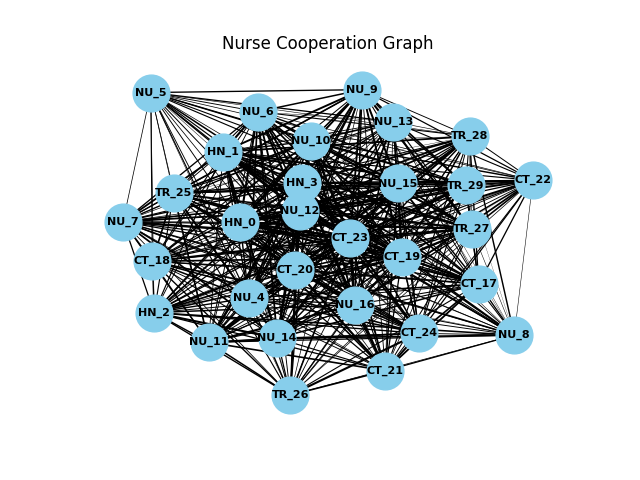 Nurse Cooperation Graph
NU_5
NU_9
NU_6
NU_13
TR_28
NU_10
HN_1
CT_22
HN_3
NU_15
TR_29
TR_25
NU_12
NU_7
HN_0
TR_27
CT_23
CT_19
CT_18
CT_20
CT_17
NU_4
NU_16
HN_2
CT_24
NU_8
NU_14
NU_11
CT_21
TR_26